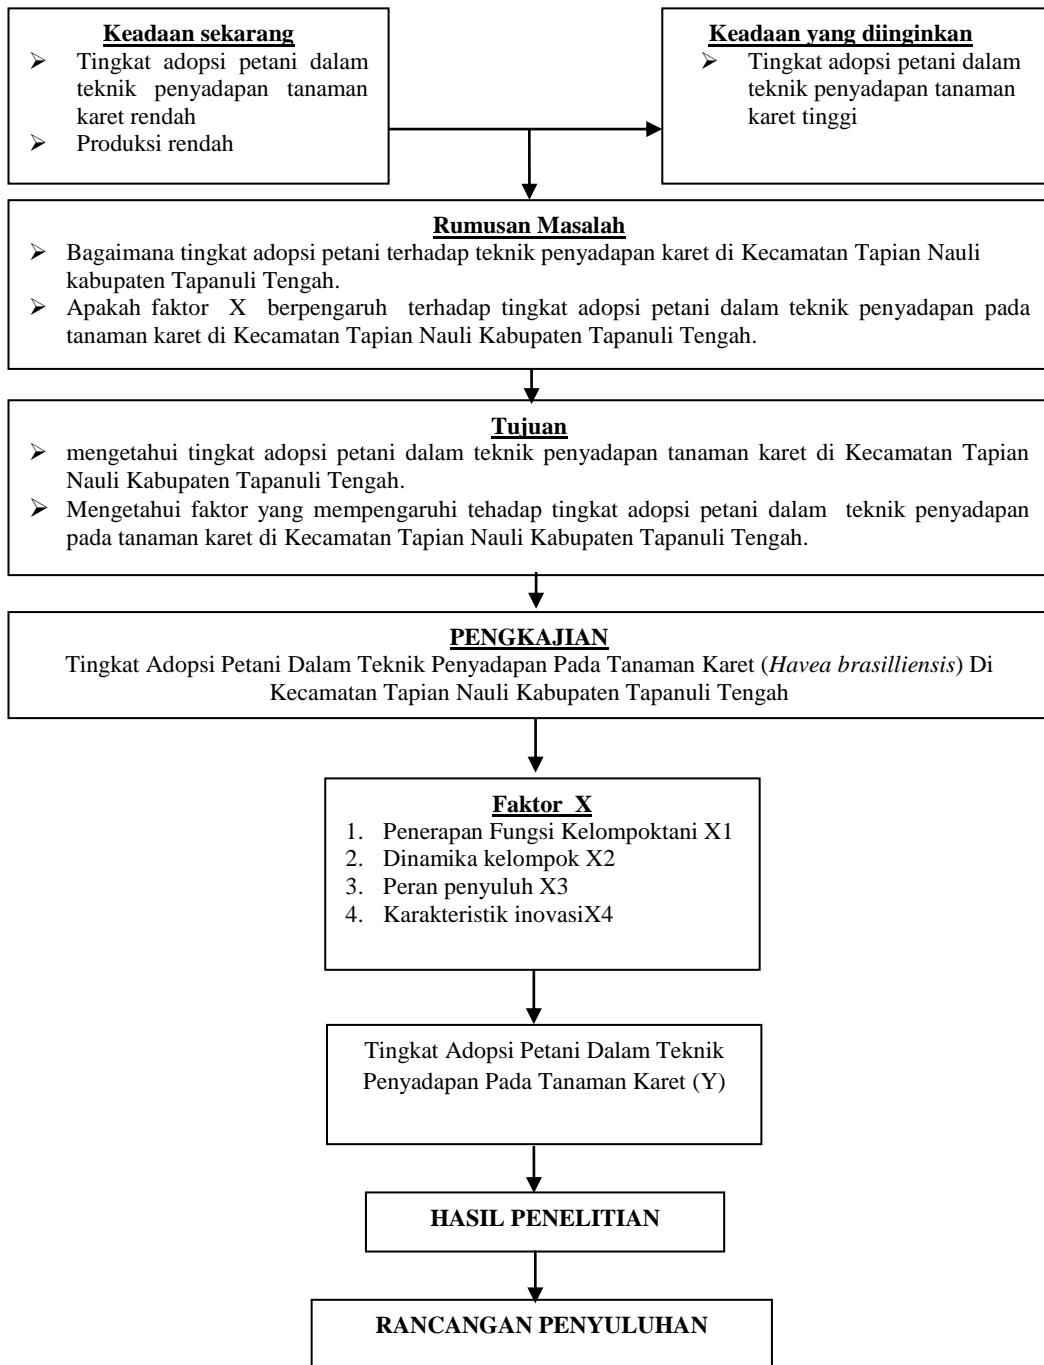 Keadaan sekarang
➢ Tingkat adopsi petani dalam
teknik penyadapan tanaman
karet rendah
➢ Produksi rendah
Keadaan yang diinginkan
➢ Tingkat adopsi petani dalam
teknik penyadapan tanaman
karet tinggi
Rumusan Masalah
➢ Bagaimana tingkat adopsi petani terhadap teknik penyadapan karet di Kecamatan Tapian Nauli
kabupaten Tapanuli Tengah.
➢ Apakah faktor X berpengaruh terhadap tingkat adopsi petani dalam teknik penyadapan pada
tanaman karet di Kecamatan Tapian Nauli Kabupaten Tapanuli Tengah.
Tujuan
➢ mengetahui tingkat adopsi petani dalam teknik penyadapan tanaman karet di Kecamatan Tapian
Nauli Kabupaten Tapanuli Tengah.
➢ Mengetahui faktor yang mempengaruhi tehadap tingkat adopsi petani dalam teknik penyadapan
pada tanaman karet di Kecamatan Tapian Nauli Kabupaten Tapanuli Tengah.
PENGKAJIAN
Tingkat Adopsi Petani Dalam Teknik Penyadapan Pada Tanaman Karet (Havea brasilliensis) Di
Kecamatan Tapian Nauli Kabupaten Tapanuli Tengah
Faktor X
1. Penerapan Fungsi Kelompoktani X1
2. Dinamika kelompok X2
3. Peran penyuluh X3
4. Karakteristik inovasiX4
Tingkat Adopsi Petani Dalam Teknik
Penyadapan Pada Tanaman Karet (Y)
HASIL PENELITIAN
RANCANGAN PENYULUHAN